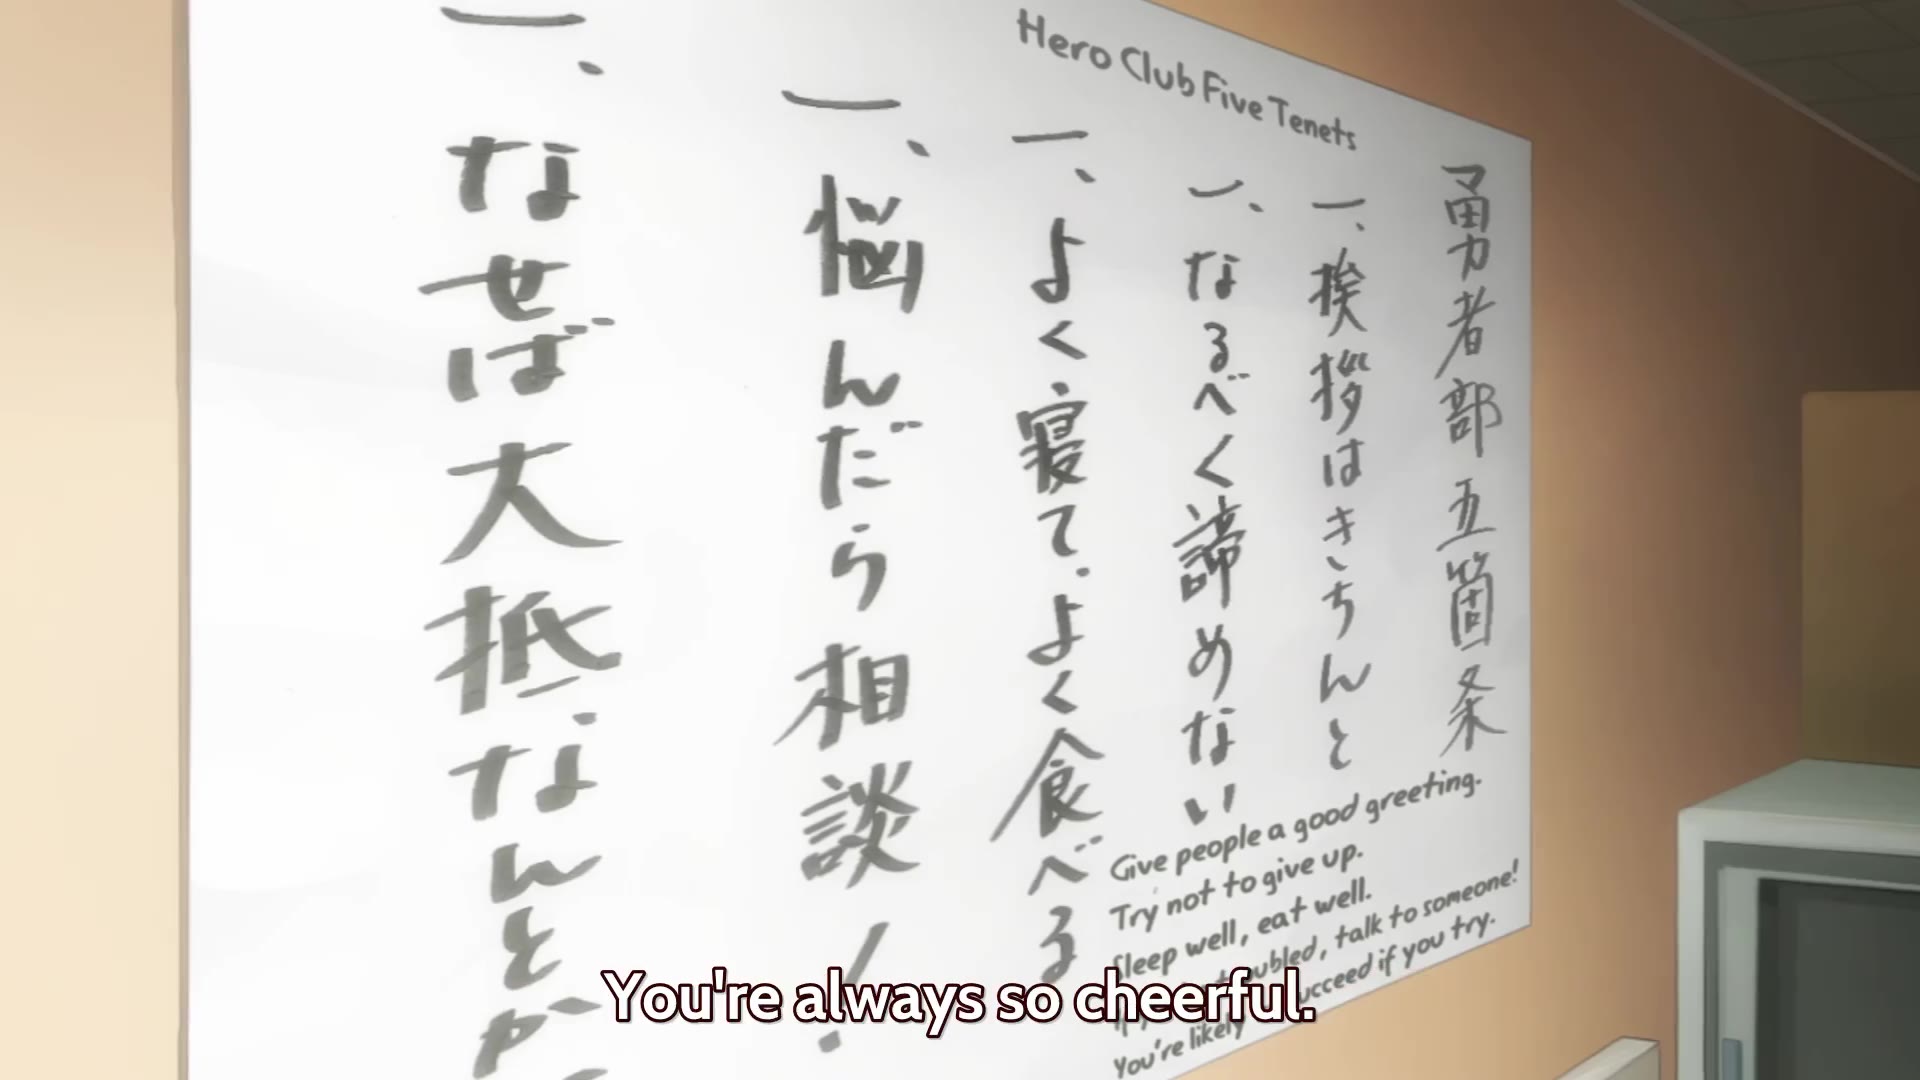 Hero Club Five Tenets
勇者部五箇条
一、挨拶はきちんと
一、なるべく諦めない
一、よく寝て、よく食べる
一、悩んだら相談!
一、なせば大抵なんとか
Give people a good greeting.
Try not to give up.
Sleep well, eat well.
talk to someone!
You're likely succeed if you try.
You're always so cheerful.